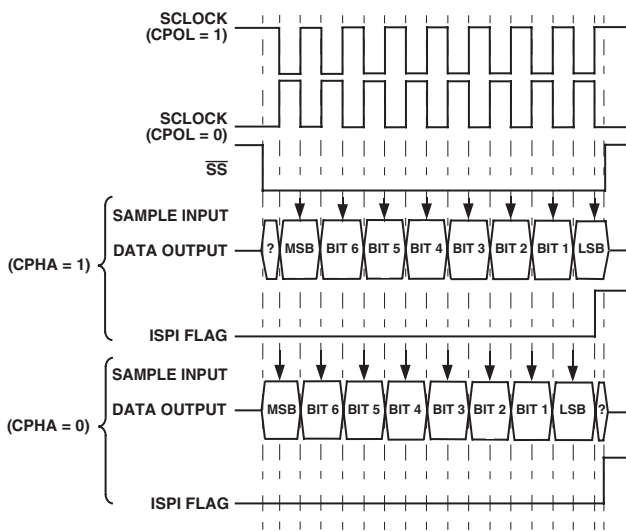 SCLOCK
(CPOL = 1)
SCLOCK
(CPOL = 0)
SS
SAMPLE INPUT
DATA OUTPUT
? MSB BIT 6 BIT 5 BIT 4 BIT 3 BIT 2 BIT 1 LSB
(CPHA = 1)
ISPI FLAG
SAMPLE INPUT
DATA OUTPUT
MSB BIT 6 BIT 5 BIT 4 BIT 3 BIT 2 BIT 1 LSB ?
(CPHA = 0)
ISPI FLAG